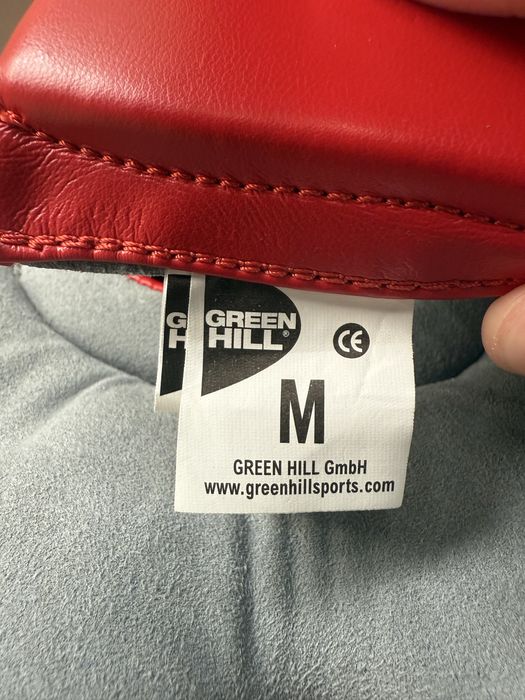 G
H
GREEN
HILL®
CE
M
GREEN HILL GmbH
www.greenhillsports.com